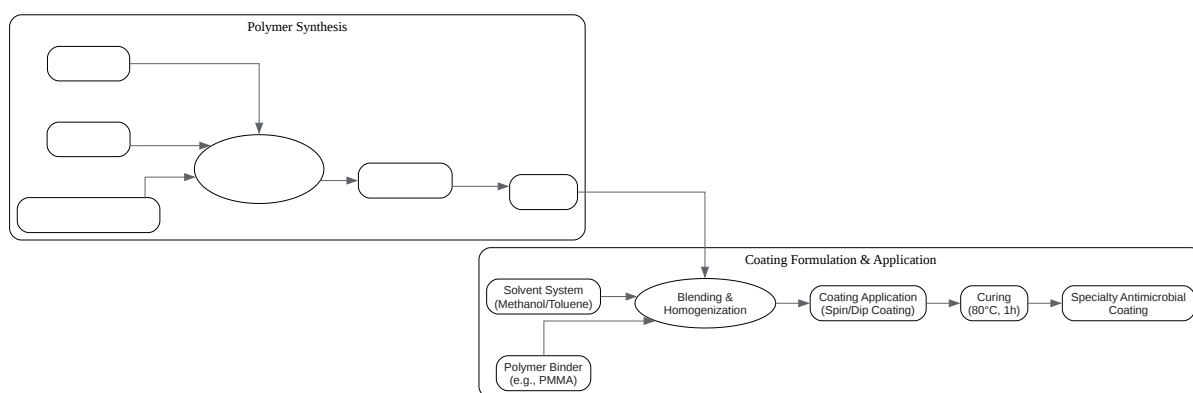 Polymer Synthesis
Coating Formulation & Application
Solvent System
(Methanol/Toluene)
Blending &
Homogenization
Coating Application
(Spin/Dip Coating)
Curing
(80°C, 1h)
Specialty Antimicrobial
Coating
Polymer Binder
(e.g., PMMA)